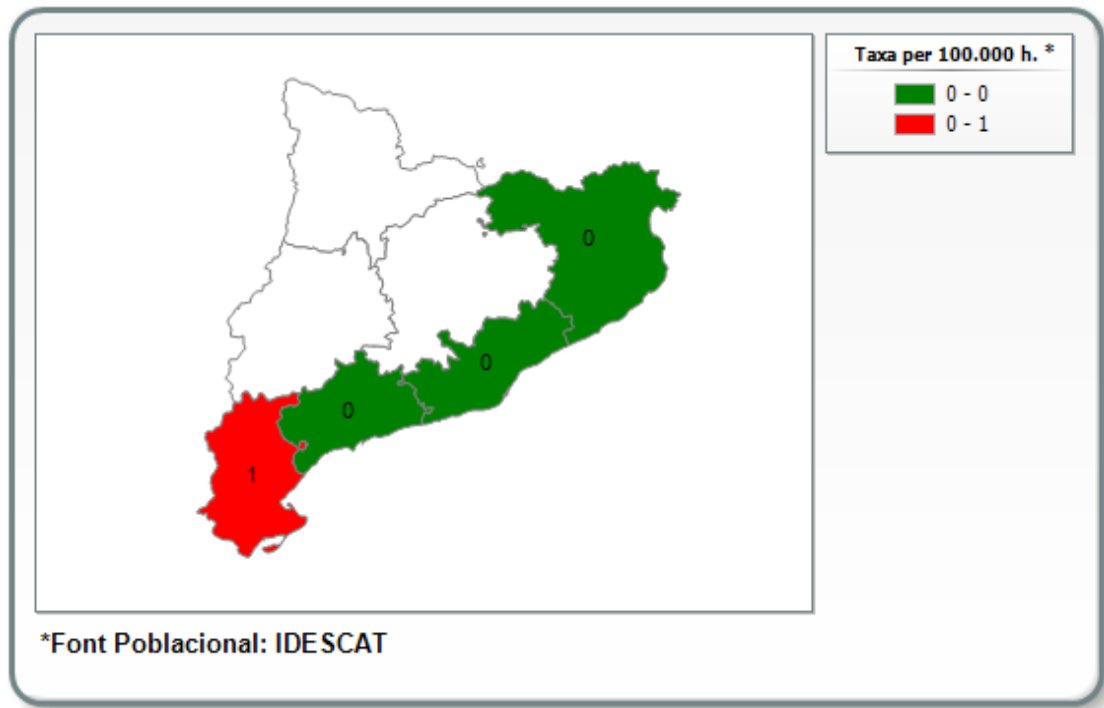 Taxa per 100.000 h. *
0 - 0
0 - 1
0
0
0
1
*Font Poblacional: IDESCAT